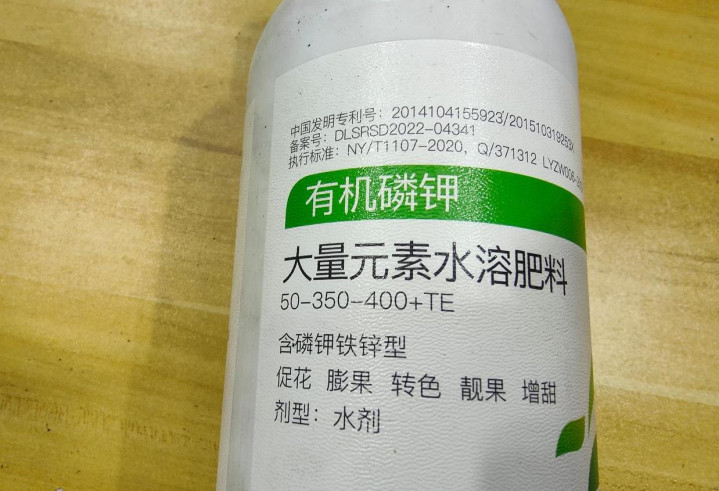 中国发明专利号：2014104155923/201510319253X
备案号：DLSRSD2022-04341
执行标准：NY/T1107-2020，Q/371312 LYZW006-
有机磷钾
大量元素水溶肥料
50-350-400+TE
含磷钾铁锌型
促花 膨果 转色 靓果 增甜
剂型：水剂